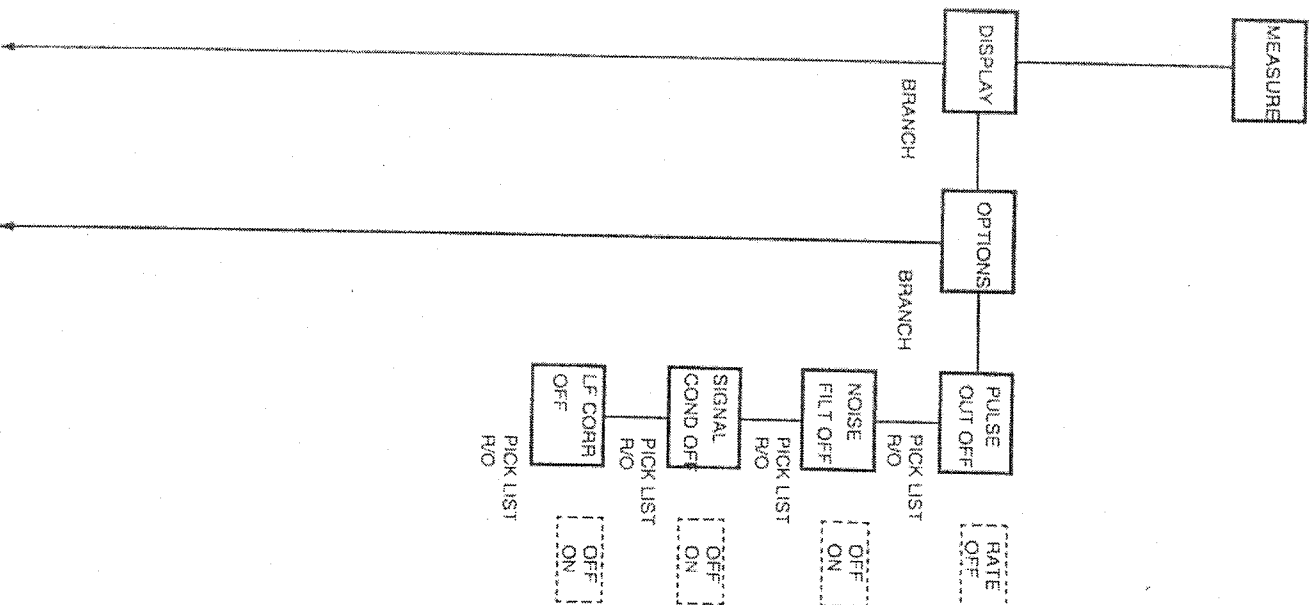 MEASURE
DISPLAY
BRANCH
OPTIONS
BRANCH
PULSE
OUT OFF
PICK LIST
R/O
RATE
OFF
NOISE
FILT OFF
PICK LIST
R/O
OFF
ON
SIGNAL
COND OFF
PICK LIST
R/O
OFF
ON
LF CORR
OFF
PICK LIST
R/O
OFF
ON